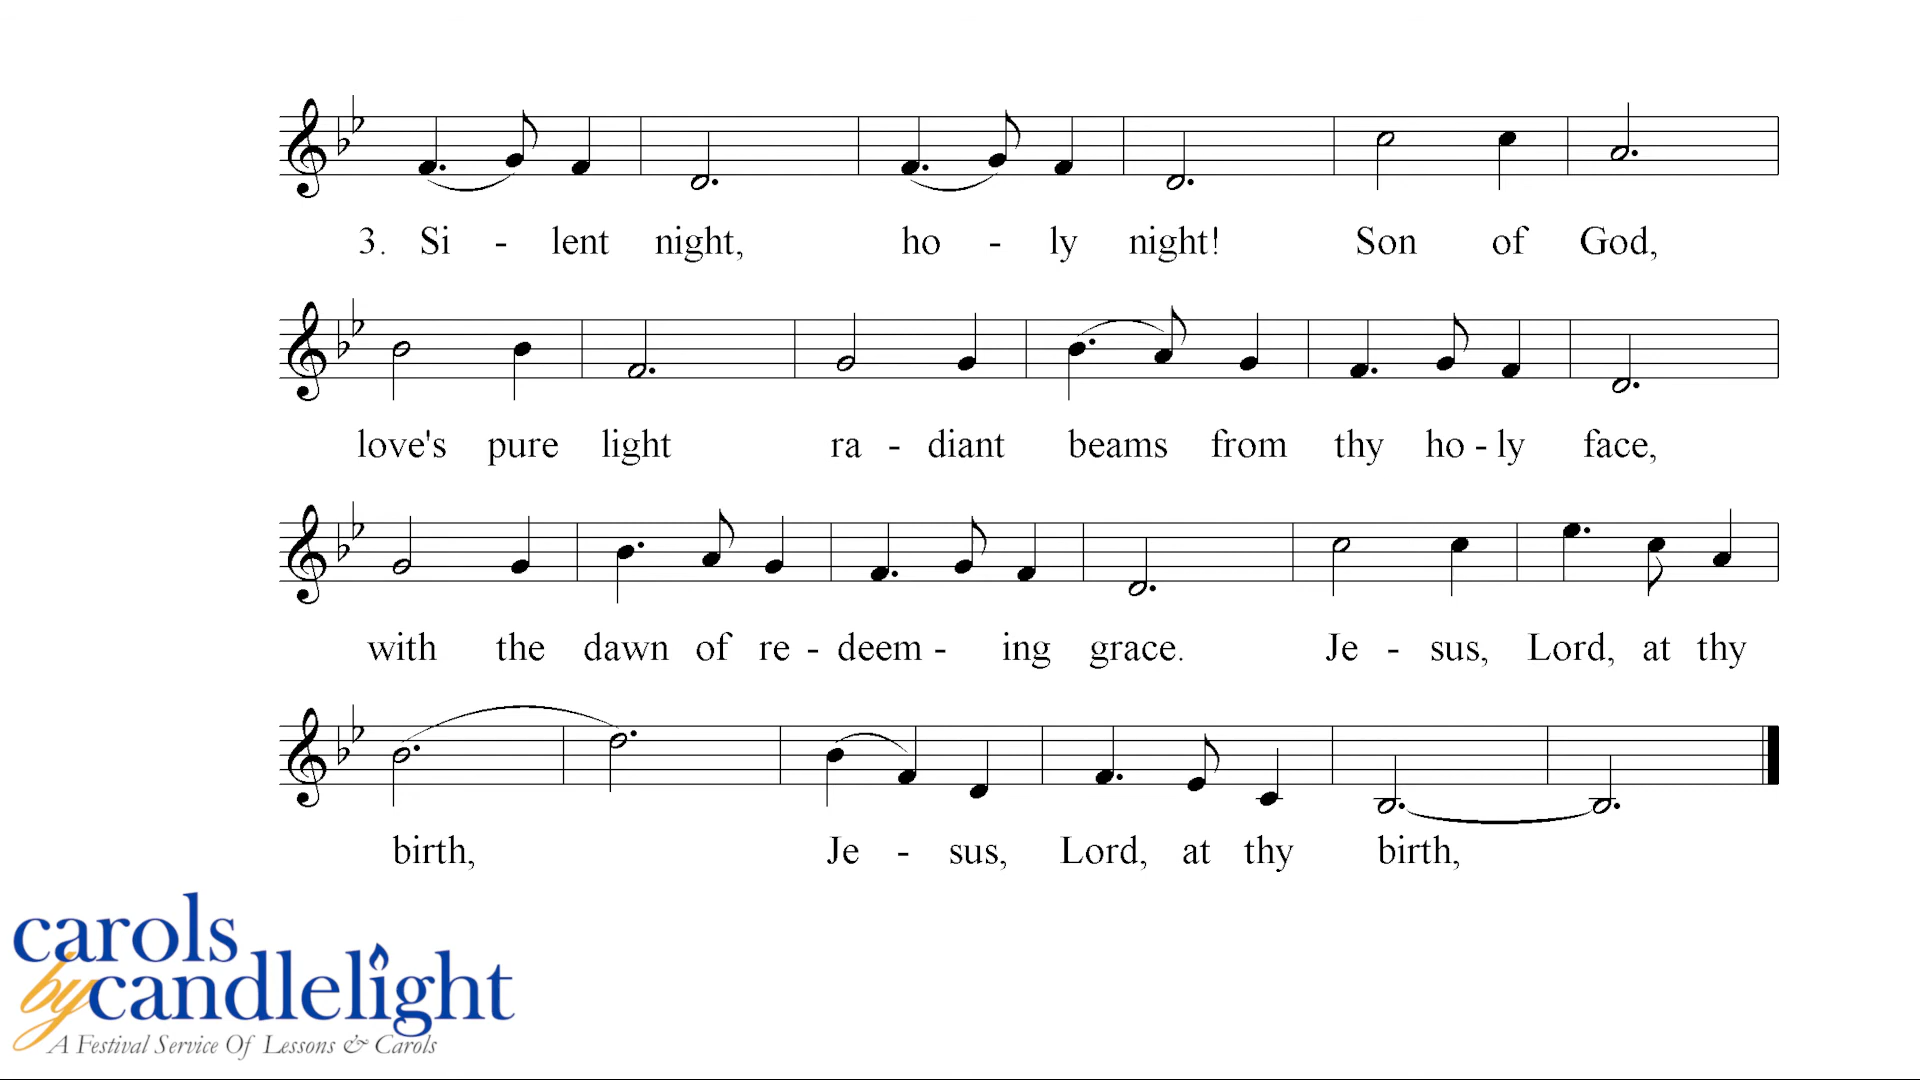 3. Si - lent night, ho - ly night! Son of God,
love's pure light ra - diant beams from thy ho - ly face,
with the dawn of re - deem - ing grace. Je - sus, Lord, at thy
birth, Je - sus, Lord, at thy birth,
carols
by candlelight
A Festival Service Of Lessons & Carols